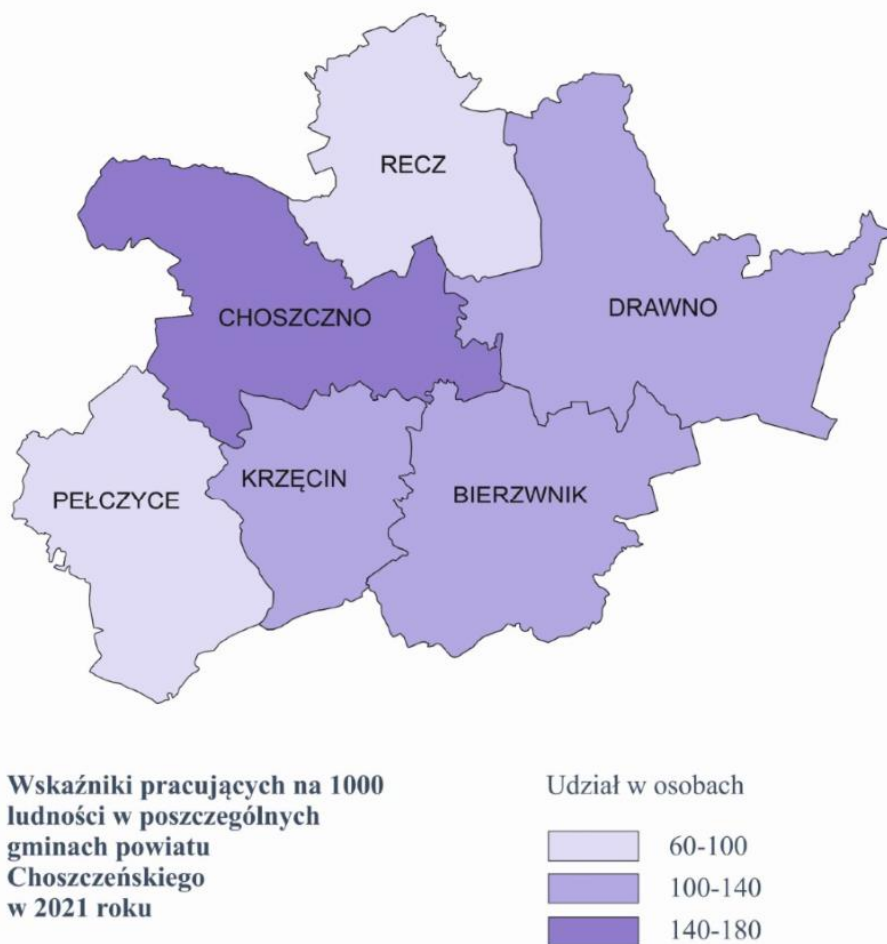 RECZ
DRAWNO
CHOSZCZNO
KRZĘCIN
BIERZWNIK
PEŁCZYCE
Wskaźniki pracujących na 1000
ludności w poszczególnych
gminach powiatu
Choszczeńskiego
w 2021 roku
Udział w osobach
60-100
100-140
140-180